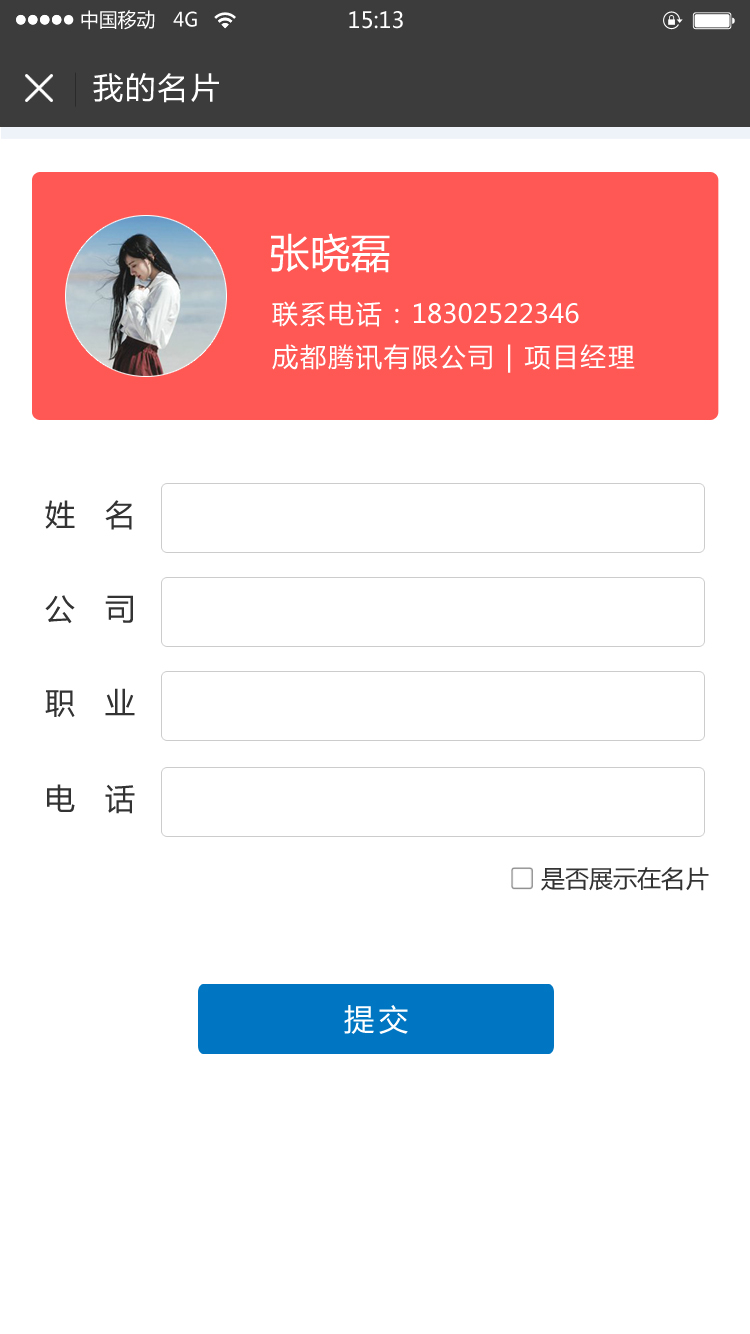 中国移动 4G 15:13
我的名片
张晓磊
联系电话：18302522346
成都腾讯有限公司 | 项目经理
姓 名
公 司
职 业
电 话
是否展示在名片
提交